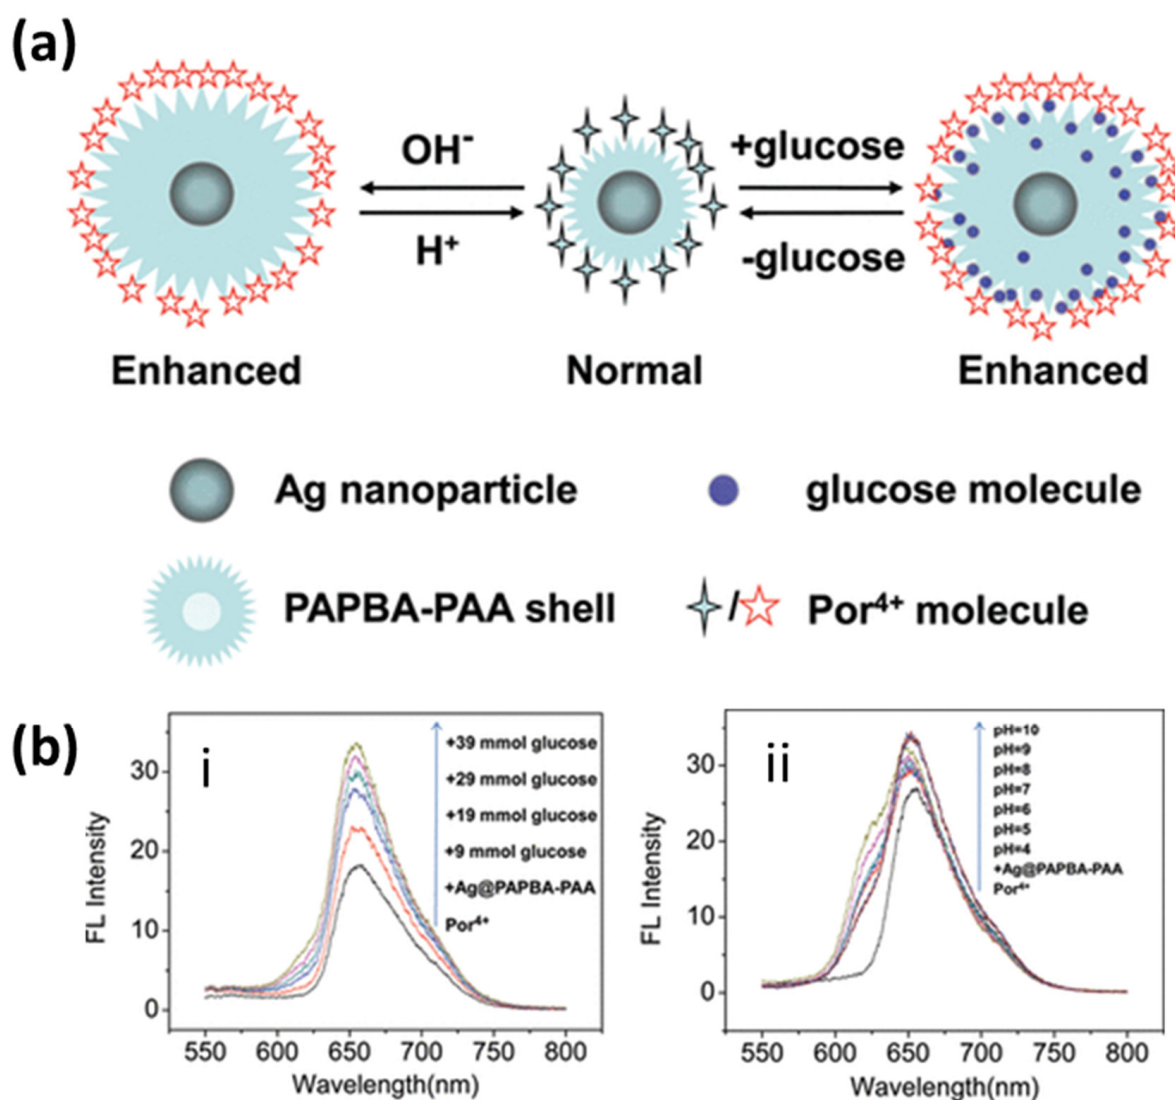 (a)
OH⁻
H⁺
+glucose
-glucose
Enhanced
Normal
Enhanced
Ag nanoparticle
glucose molecule
PAPBA-PAA shell
/
Por⁴⁺ molecule
(b)
i
+39 mmol glucose
+29 mmol glucose
+19 mmol glucose
+9 mmol glucose
+Ag@PAPBA-PAA
Por⁴⁺
FL Intensity
30
20
10
0
550 600 650 700 750 800
Wavelength(nm)
ii
pH=10
pH=9
pH=8
pH=7
pH=6
pH=5
pH=4
+Ag@PAPBA-PAA
Por⁴⁺
FL Intensity
30
20
10
0
550 600 650 700 750 800
Wavelength(nm)